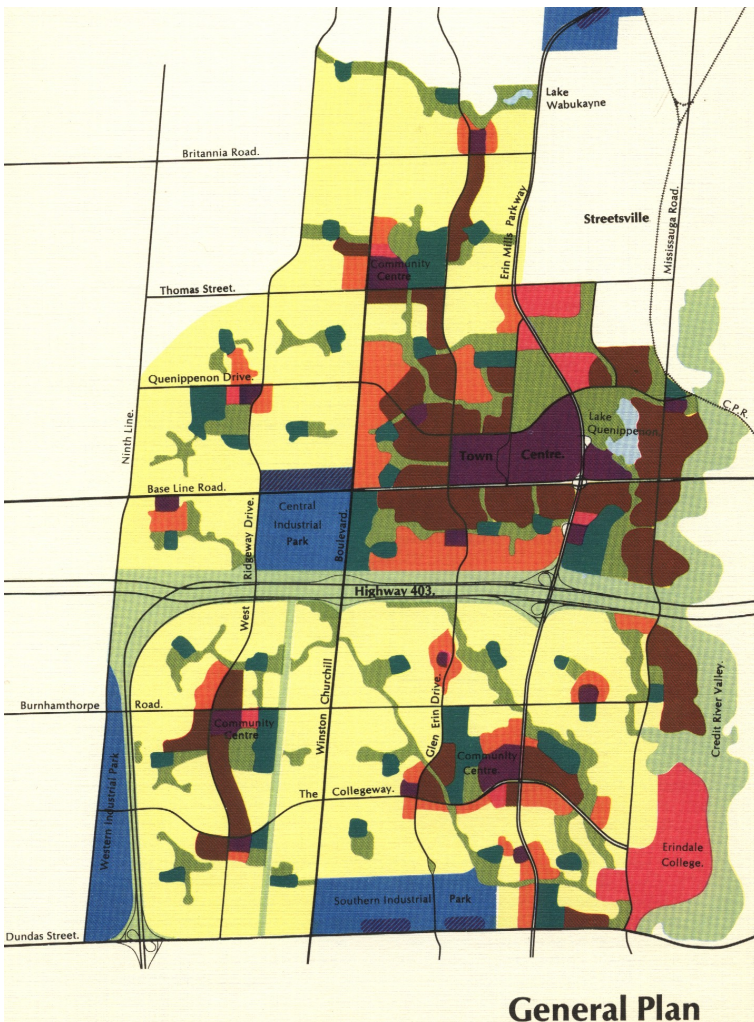 Lake
Wabukayne
Britannia Road.
Erin Mills Parkway
Streetsville
Mississauga Road.
Community
Centre
Thomas Street.
Quenippenon Drive.
Ninth Line.
C.P.R.
Lake
Quenippenon.
Town Centre.
Base Line Road.
Central
Industrial
Park
West Ridgeway Drive.
Winston Churchill Boulevard.
Highway 403.
Burnhamthorpe Road.
Community
Centre
Glen Erin Drive.
Community
Centre
Credit River Valley.
Western Industrial Park
The Collegeway.
Erindale
College.
Southern Industrial Park
Dundas Street.
General Plan